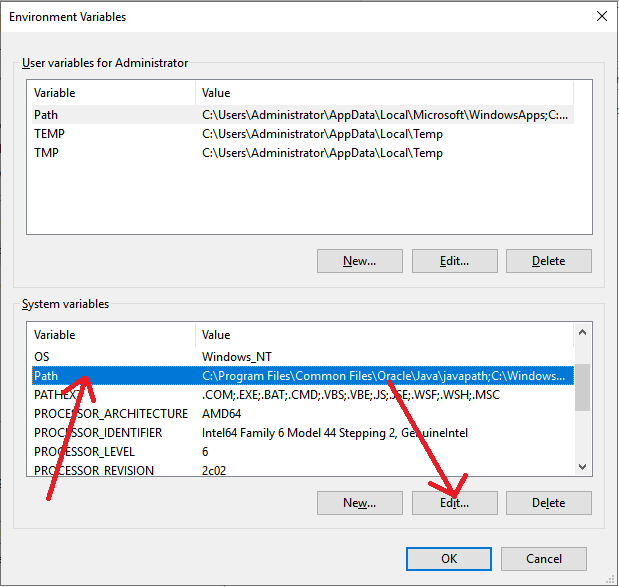 Environment Variables
User variables for Administrator
Variable Value
Path C:\Users\Administrator\AppData\Local\Microsoft\WindowsApps;C:...
TEMP C:\Users\Administrator\AppData\Local\Temp
TMP C:\Users\Administrator\AppData\Local\Temp
New... Edit... Delete
System variables
Variable Value
OS Windows_NT
Path C:\Program Files\Common Files\Oracle\Java\javapath;C:\Windows...
PATHEXT .COM;.EXE;.BAT;.CMD;.VBS;.VBE;.JS;.JSE;.WSF;.WSH;.MSC
PROCESSOR_ARCHITECTURE AMD64
PROCESSOR_IDENTIFIER Intel64 Family 6 Model 44 Stepping 2, GenuineIntel
PROCESSOR_LEVEL 6
PROCESSOR_REVISION 2c02
New... Edit... Delete
OK Cancel